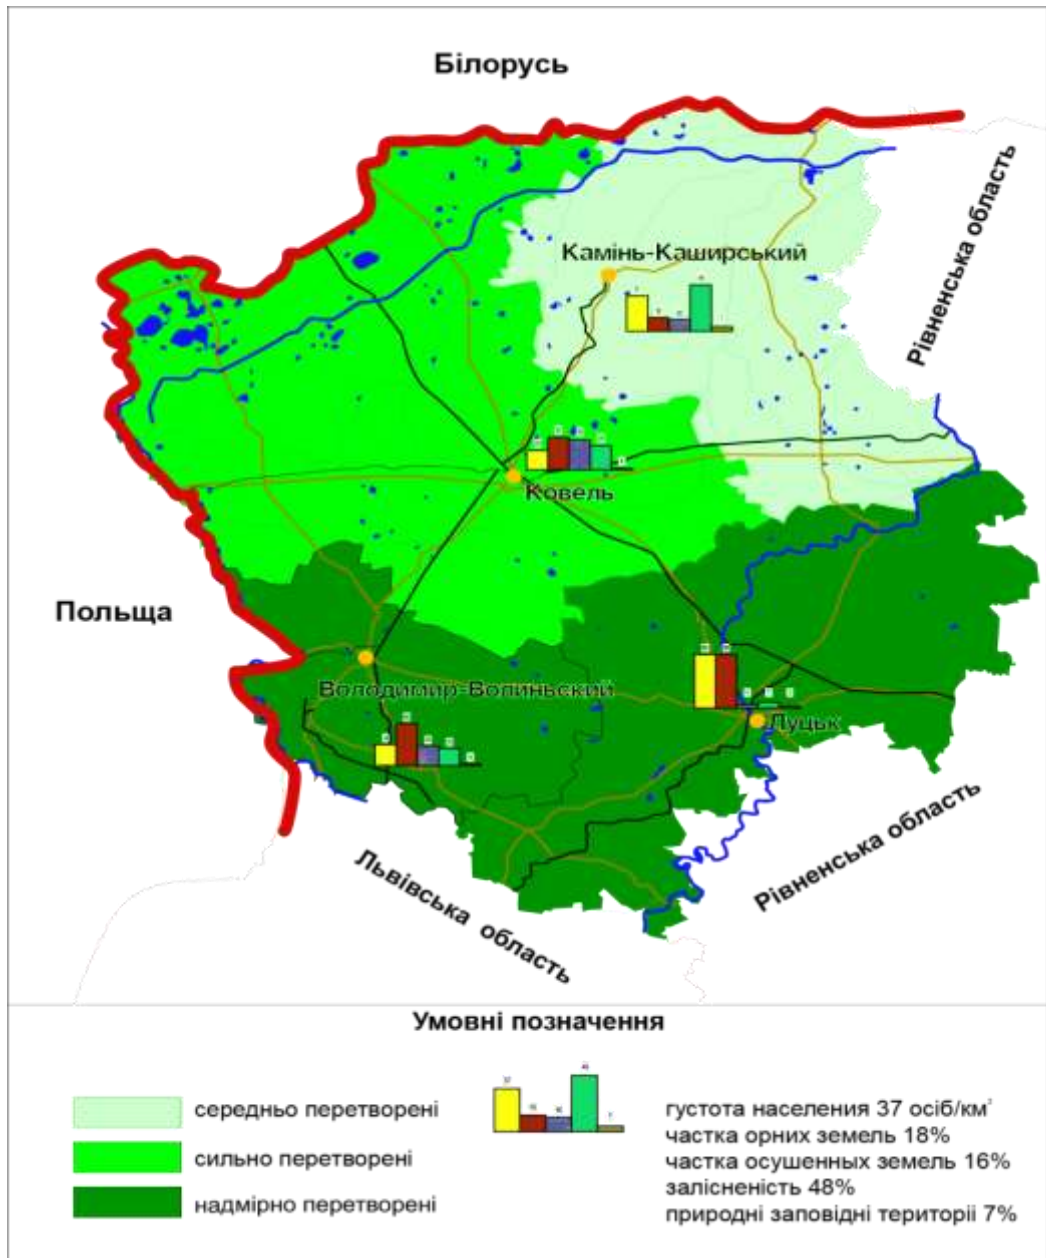 Білорусь
Рівненська область
Камінь-Каширський
Ковель
Польща
Володимир-Волиньский
Луцьк
Рівненська область
Львівська область
Умовні позначення
середньо перетворені
сильно перетворені
надмірно перетворені
густота населення 37 осіб/км²
частка орних земель 18%
частка осушенных земель 16%
залісненість 48%
природні заповідні території 7%